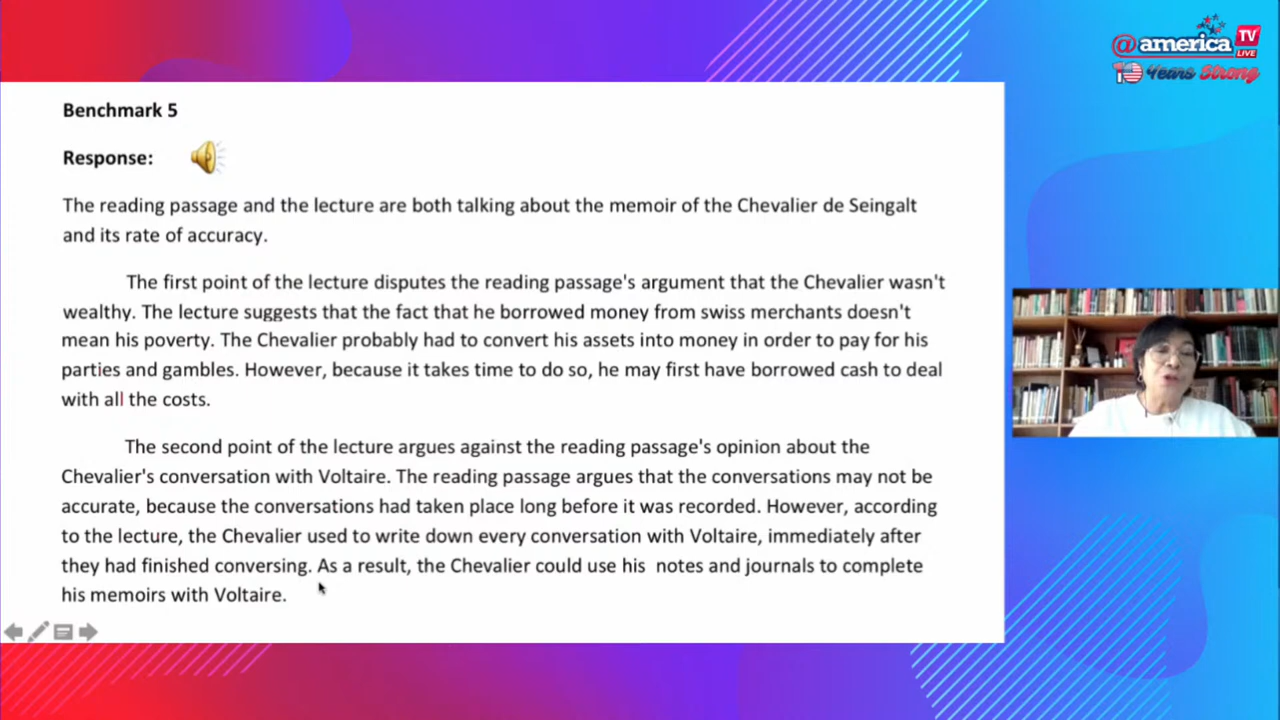 @america TV
LIVE
10 Years Strong
Benchmark 5
Response:
The reading passage and the lecture are both talking about the memoir of the Chevalier de Seingalt
and its rate of accuracy.
The first point of the lecture disputes the reading passage's argument that the Chevalier wasn't
wealthy. The lecture suggests that the fact that he borrowed money from swiss merchants doesn't
mean his poverty. The Chevalier probably had to convert his assets into money in order to pay for his
parties and gambles. However, because it takes time to do so, he may first have borrowed cash to deal
with all the costs.
The second point of the lecture argues against the reading passage's opinion about the
Chevalier's conversation with Voltaire. The reading passage argues that the conversations may not be
accurate, because the conversations had taken place long before it was recorded. However, according
to the lecture, the Chevalier used to write down every conversation with Voltaire, immediately after
they had finished conversing. As a result, the Chevalier could use his  notes and journals to complete
his memoirs with Voltaire.